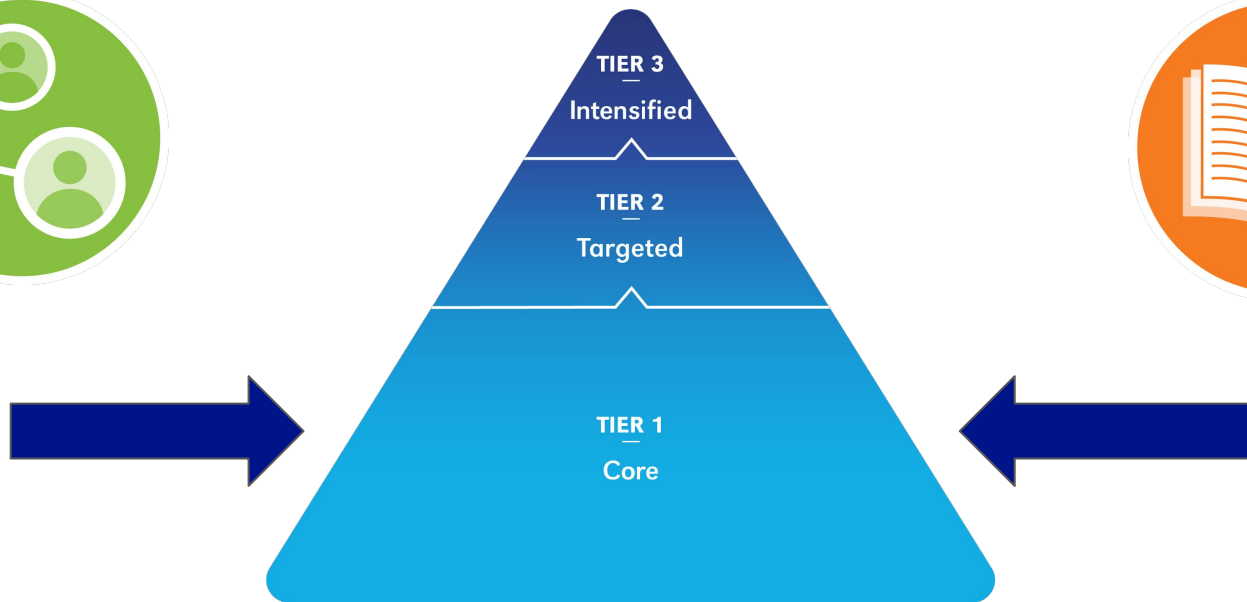 TIER 3
Intensified
TIER 2
Targeted
TIER 1
Core